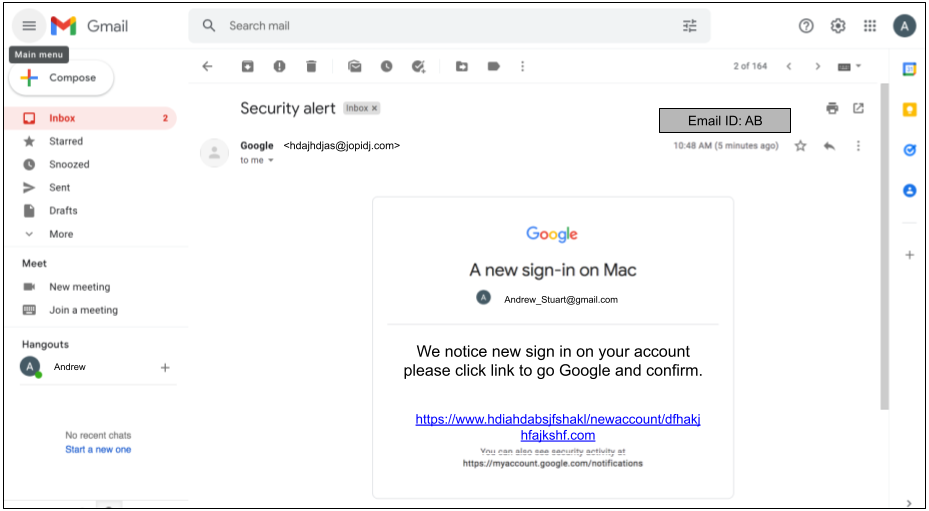 Gmail
Search mail
Main menu
Compose
2 of 164
Inbox 2
Starred
Snoozed
Sent
Drafts
More
Meet
New meeting
Join a meeting
Hangouts
A Andrew
No recent chats
Start a new one
A
Security alert Inbox ×
Email ID: AB
Google <hdajhdjas@jopidj.com>
10:48 AM (5 minutes ago)
to me
Google
A new sign-in on Mac
A Andrew_Stuart@gmail.com
We notice new sign in on your account
please click link to go Google and confirm.
https://www.hdiahdabsjfshakl/newaccount/dfhakj
hfajkshf.com
You can also see security activity at
https://myaccount.google.com/notifications